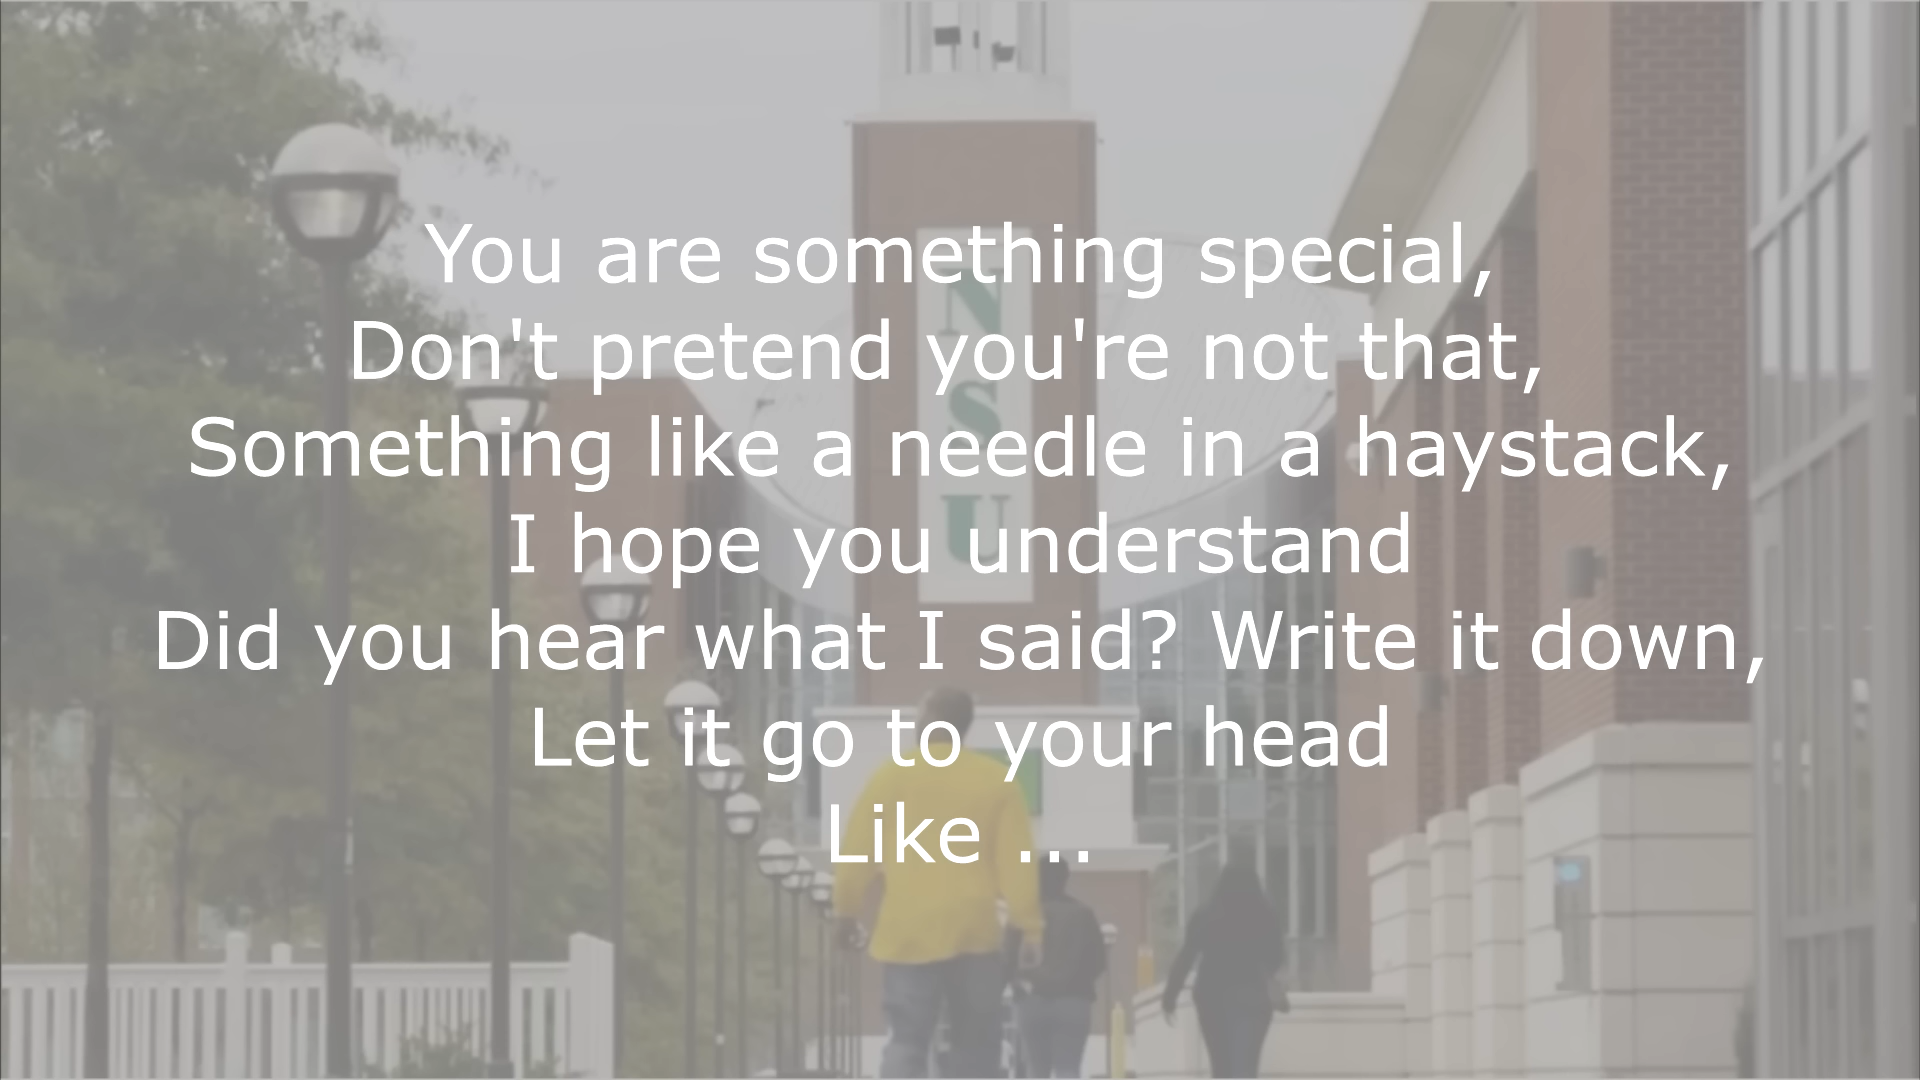 You are something special,
Don't pretend you're not that,
Something like a needle in a haystack,
I hope you understand
Did you hear what I said? Write it down,
Let it go to your head
Like ...
N
S
U